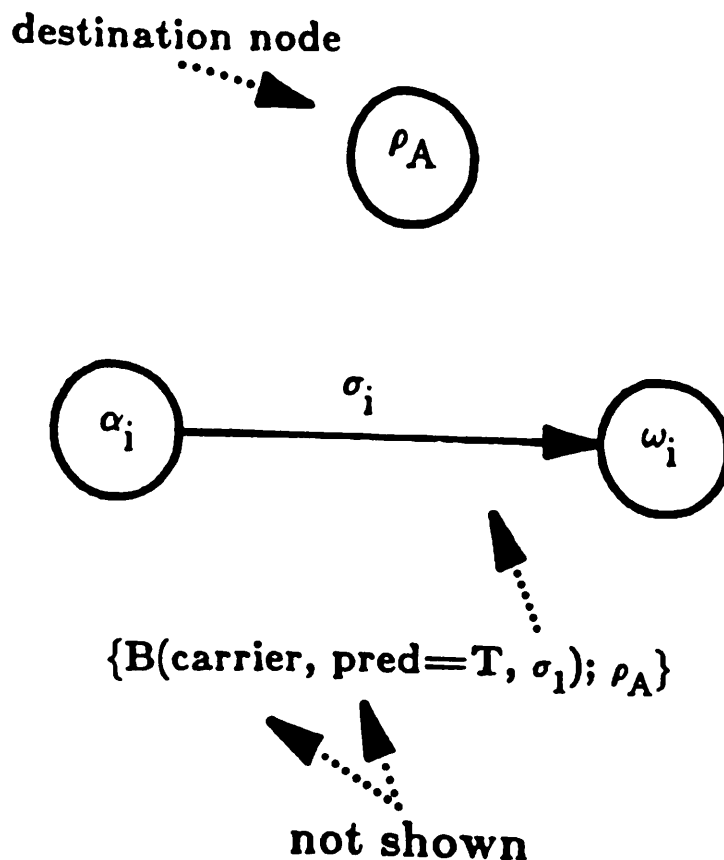 destination node
ρA
σi
αi
ωi
{B(carrier, pred=T, σ1); ρA}
not shown